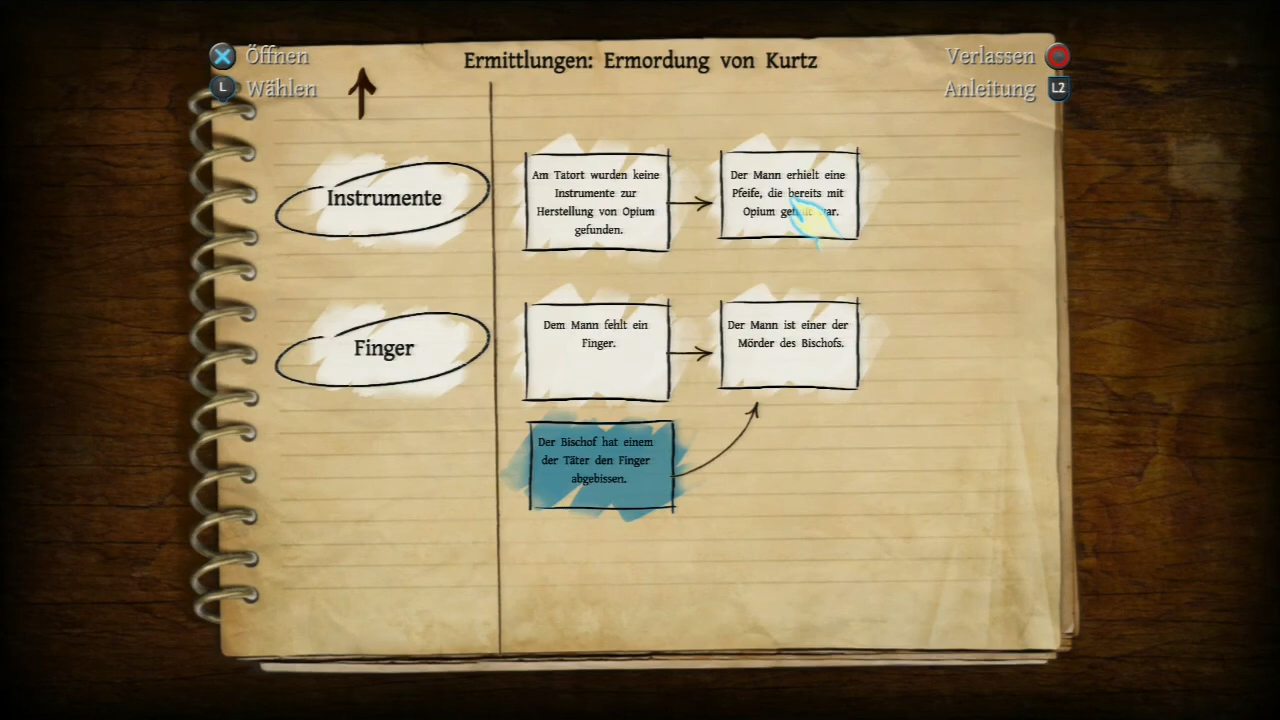 Öffnen
Ermittlungen: Ermordung von Kurtz
Verlassen
L
Wählen
Anleitung
L2
Instrumente
Am Tatort wurden keine
Instrumente zur
Herstellung von Opium
gefunden.
Der Mann erhielt eine
Pfeife, die bereits mit
Opium
Finger
Dem Mann fehlt ein
Finger.
Der Mann ist einer der
Mörder des Bischofs.
Der Bischof hat einem
der Täter den Finger
abgebissen.